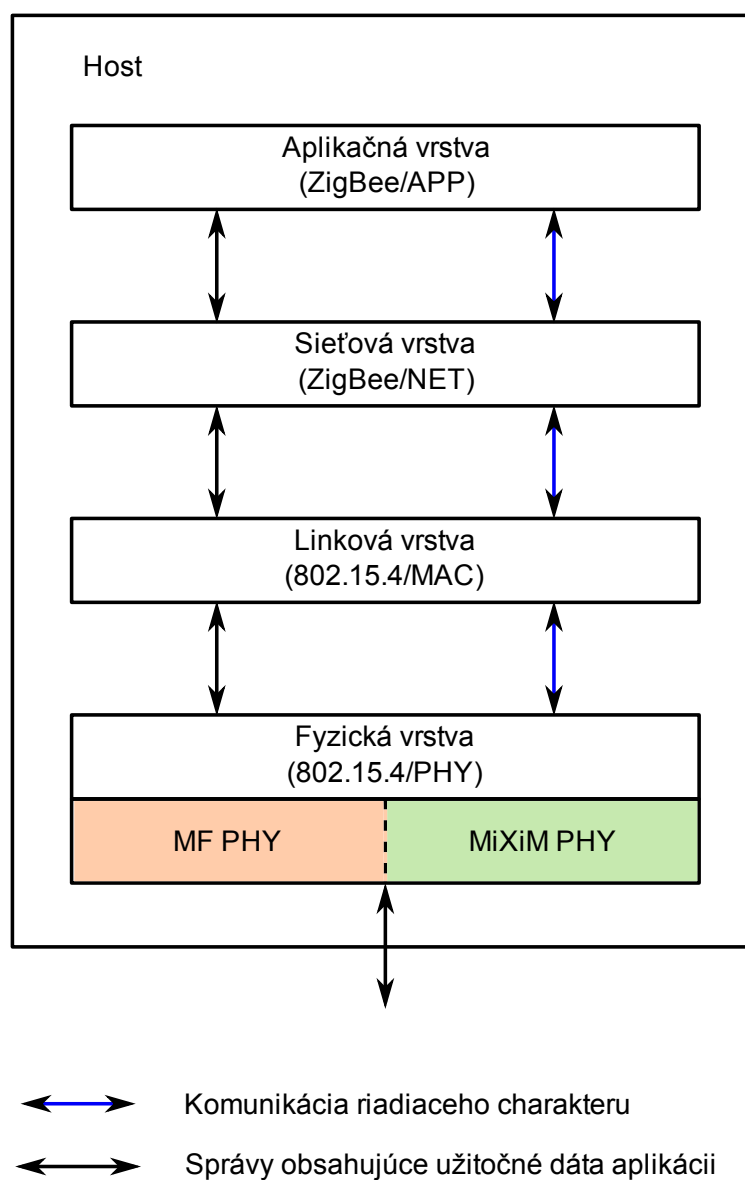 Host
Aplikačná vrstva
(ZigBee/APP)
Sieťová vrstva
(ZigBee/NET)
Linková vrstva
(802.15.4/MAC)
Fyzická vrstva
(802.15.4/PHY)
MF PHY
MiXiM PHY
Komunikácia riadiaceho charakteru
Správy obsahujúce užitočné dáta aplikácii